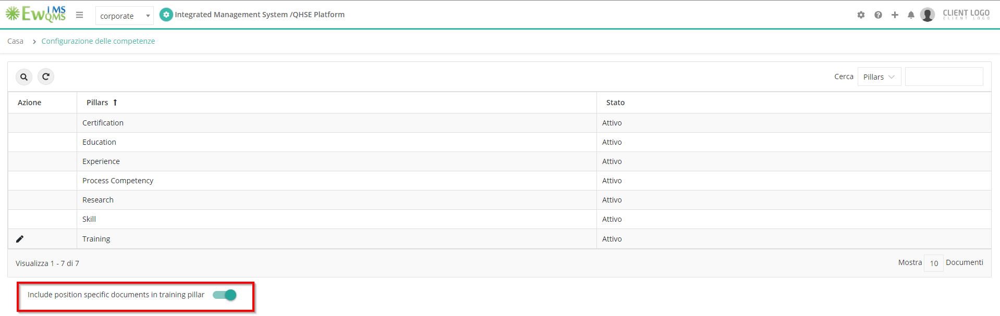 EwIMS QMS
corporate
Integrated Management System /QHSE Platform
CLIENT LOGO
CLIENT LOGO
Casa > Configurazione delle competenze
Cerca Pillars
Azione Pillars Stato
Certification Attivo
Education Attivo
Experience Attivo
Process Competency Attivo
Research Attivo
Skill Attivo
Training Attivo
Visualizza 1 - 7 di 7 Mostra 10 Documenti
Include position specific documents in training pillar